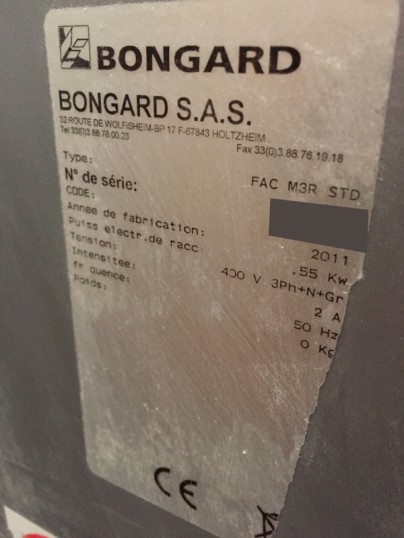 BONGARD
BONGARD S.A.S.
32 ROUTE DE WOLFISHEIM-BP 17 F-67843 HOLTZHEIM
Tel 33(0)3.88.78.00.23 Fax 33(0)3.88.76.19.18
Type: FAC M3R STD
N° de série:
CODE:
Annee de fabrication: 2011
Puiss electr.de racc: .55 Kw
Tension: 400 V 3Ph+N+Gr
Intensitee: 2 A
fr quence: 50 Hz
Poids: 0 Kg
CE